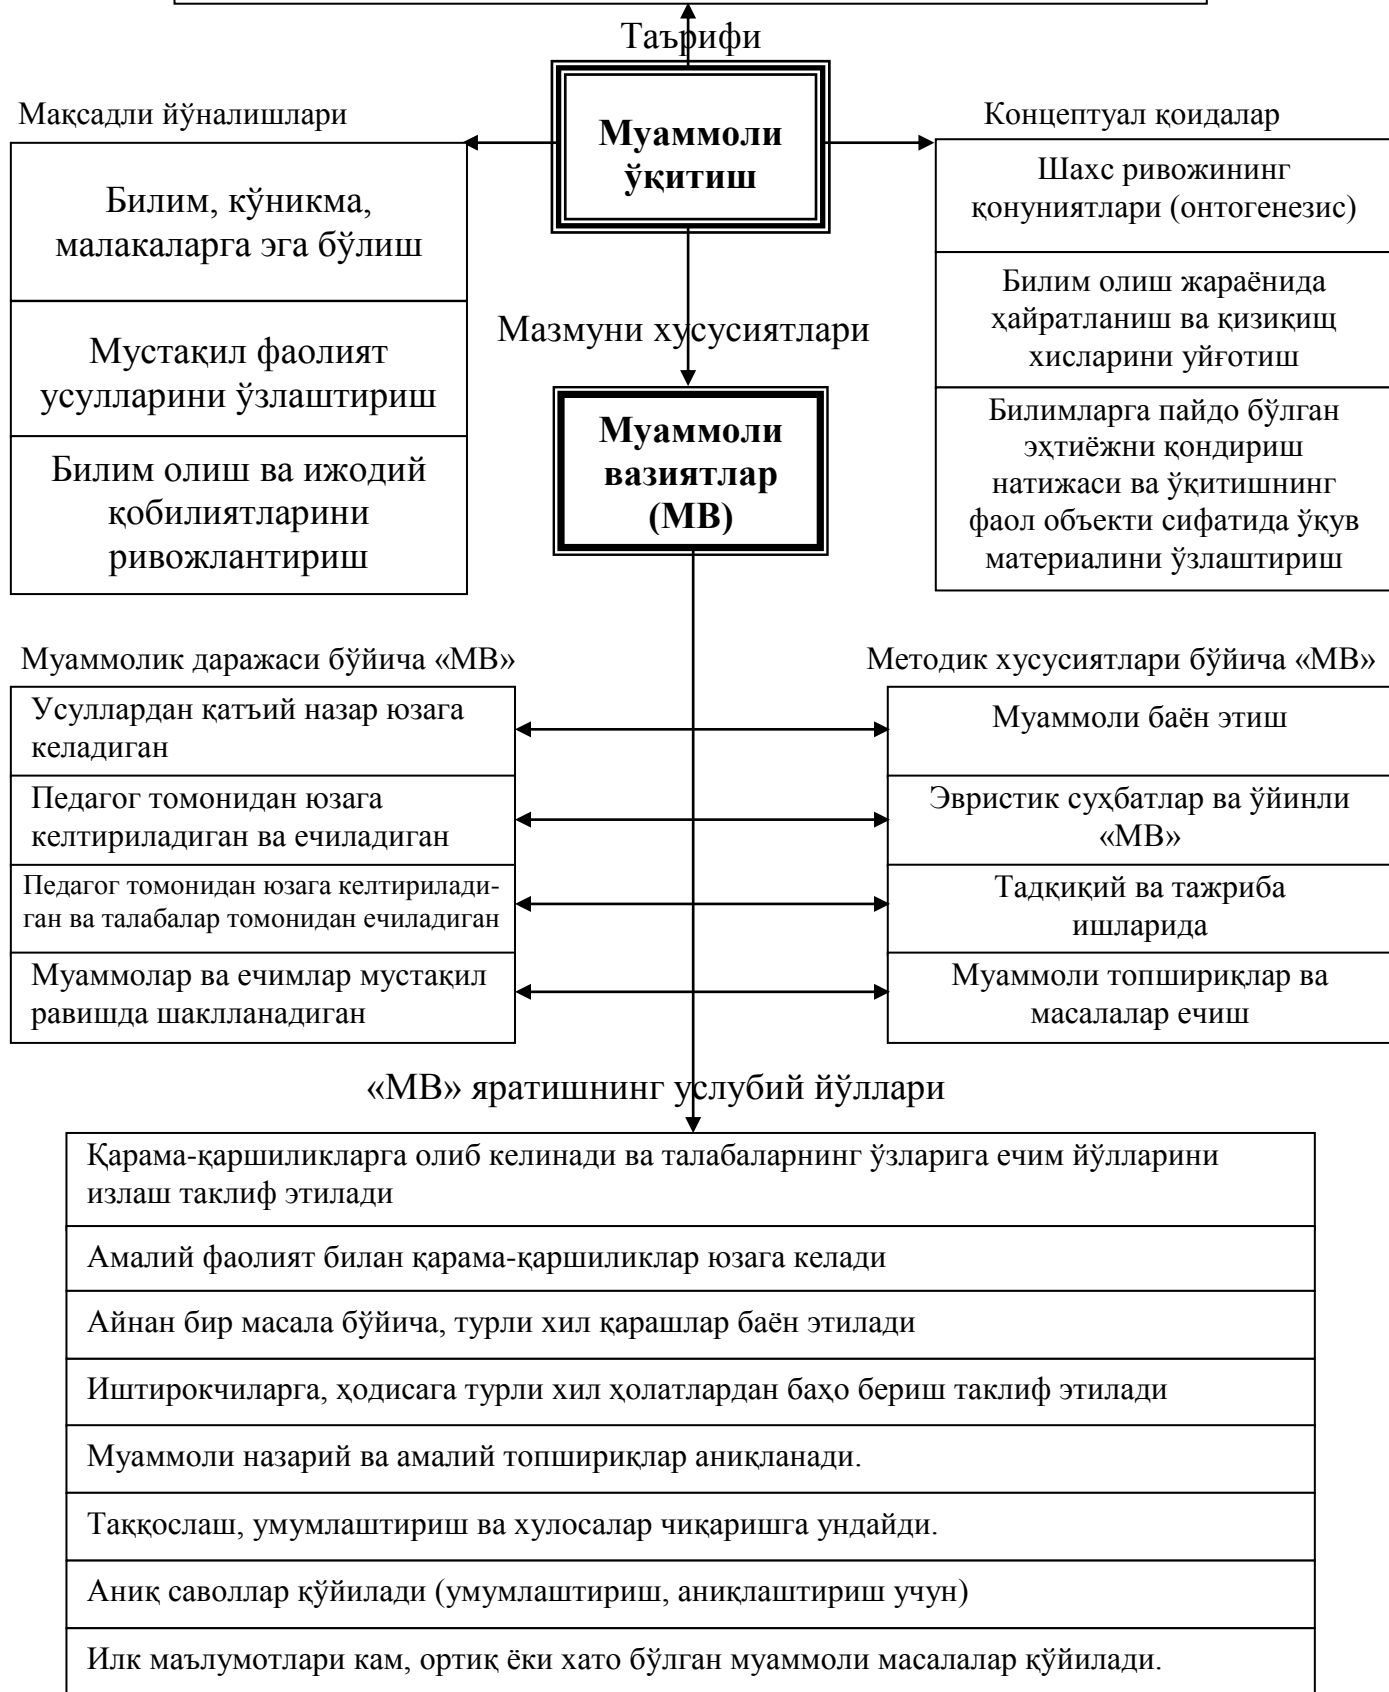 Таърифи
Мақсадли йўналишлари
Билим, кўникма,
малакаларга эга бўлиш
Мустақил фаолият
усулларини ўзлаштириш
Билим олиш ва ижодий
қобилиятларини
ривожлантириш
Муаммоли
ўқитиш
Концептуал қоидалар
Шахс ривожининг
қонуниятлари (онтогенезис)
Билим олиш жараёнида
ҳайратланиш ва қизиқищ
хисларини уйғотиш
Билимларга пайдо бўлган
эҳтиёжни қондириш
натижаси ва ўқитишнинг
фаол объекти сифатида ўқув
материалини ўзлаштириш
Мазмуни хусусиятлари
Муаммоли
вазиятлар
(МВ)
Муаммолик даражаси бўйича «МВ»
Усуллардан қатъий назар юзага
келадиган
Педагог томонидан юзага
келтириладиган ва ечиладиган
Педагог томонидан юзага келтирилади-
ган ва талабалар томонидан ечиладиган
Муаммолар ва ечимлар мустақил
равишда шаклланадиган
Методик хусусиятлари бўйича «МВ»
Муаммоли баён этиш
Эвристик суҳбатлар ва ўйинли
«МВ»
Тадқиқий ва тажриба
ишларида
Муаммоли топшириқлар ва
масалалар ечиш
«МВ» яратишнинг услубий йўллари
Қарама-қаршиликларга олиб келинади ва талабаларнинг ўзларига ечим йўлларини
излаш таклиф этилади
Амалий фаолият билан қарама-қаршиликлар юзага келади
Айнан бир масала бўйича, турли хил қарашлар баён этилади
Иштирокчиларга, ҳодисага турли хил ҳолатлардан баҳо бериш таклиф этилади
Муаммоли назарий ва амалий топшириқлар аниқланади.
Таққослаш, умумлаштириш ва хулосалар чиқаришга ундайди.
Аниқ саволлар қўйилади (умумлаштириш, аниқлаштириш учун)
Илк маълумотлари кам, ортиқ ёки хато бўлган муаммоли масалалар қўйилади.